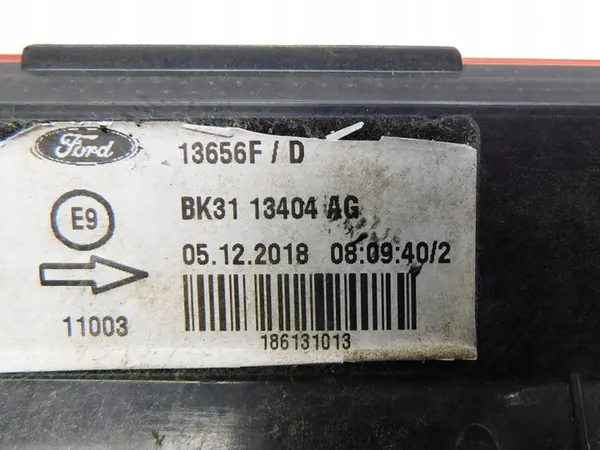 Ford
13656F / D
E9
BK31 13404 AG
05.12.2018 08:09:40/2
11003
186131013